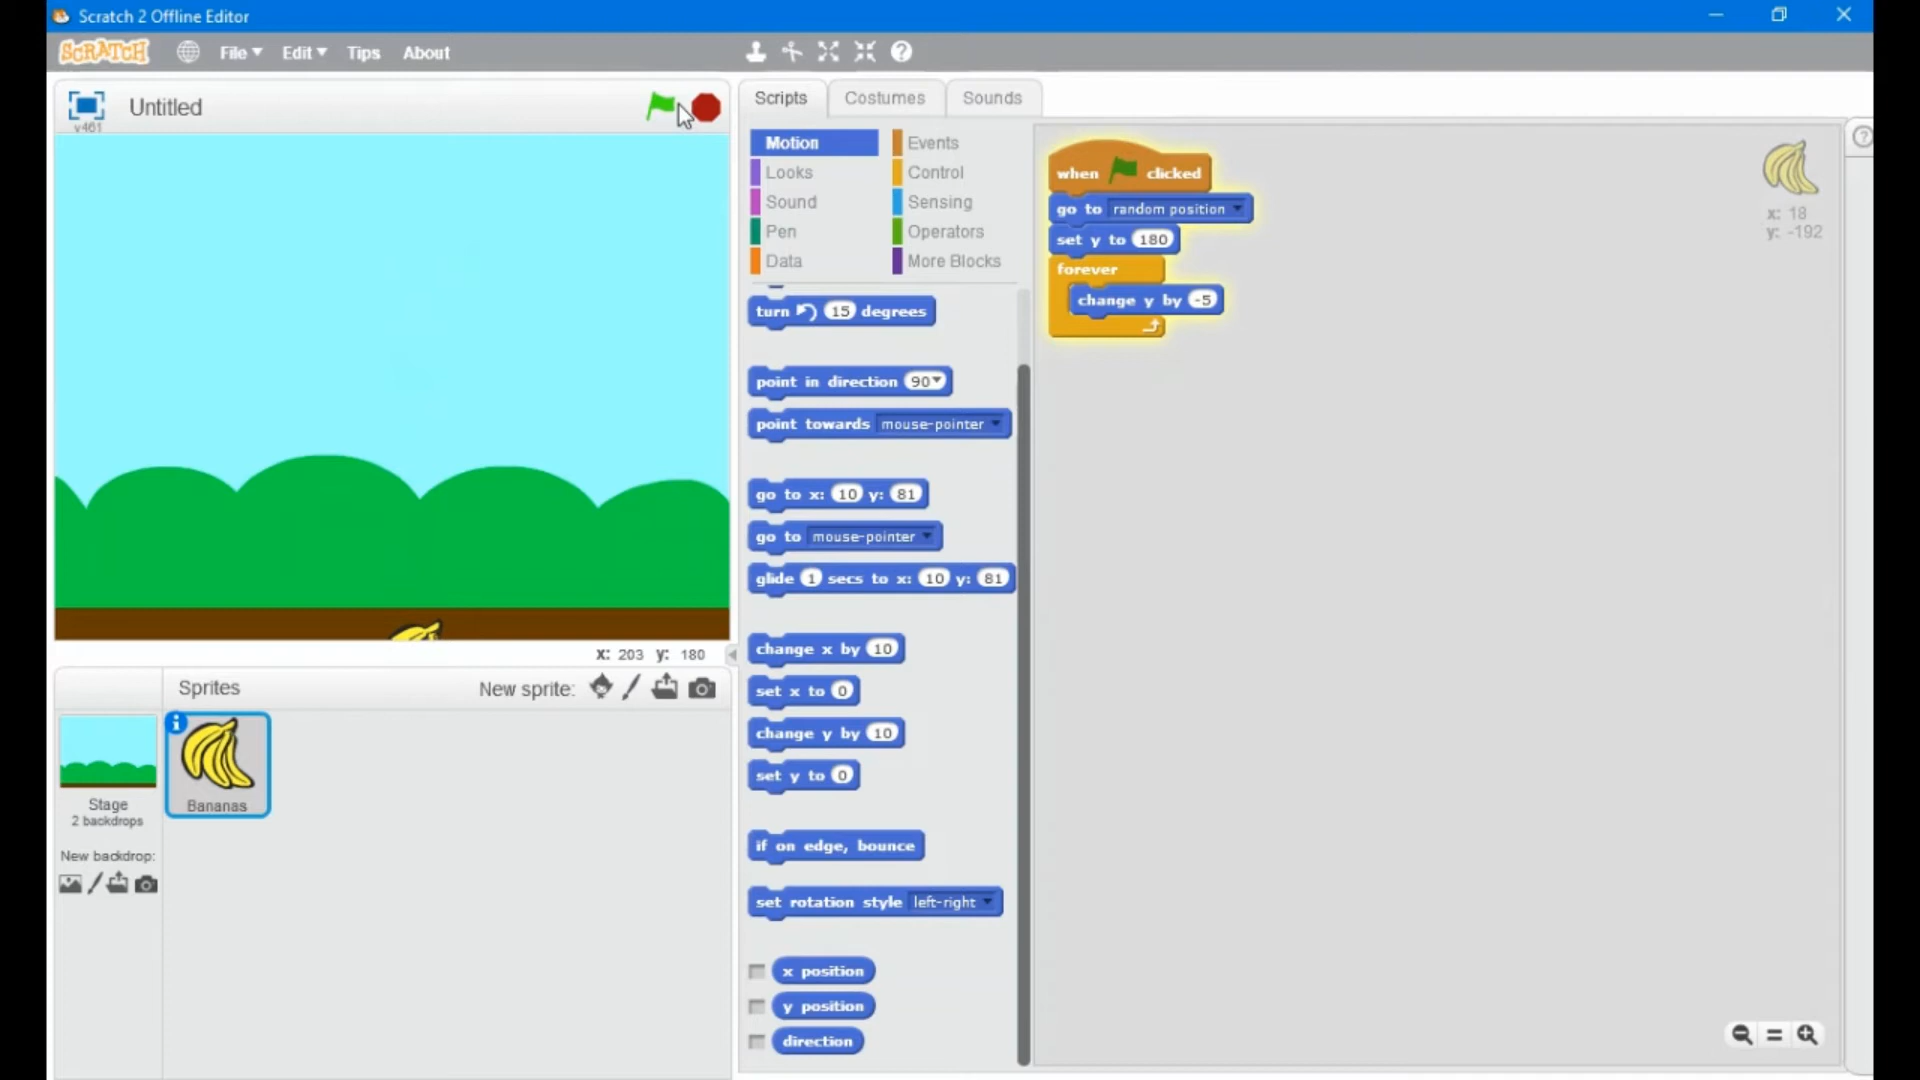 Scratch 2 Offline Editor
SCRATCH File Edit Tips About
v461 Untitled
Scripts Costumes Sounds
Motion Events
Looks Control
Sound Sensing
Pen Operators
Data More Blocks
turn 15 degrees
point in direction 90
point towards mouse-pointer
go to x: 10 y: 81
go to mouse-pointer
glide 1 secs to x: 10 y: 81
change x by 10
set x to 0
change y by 10
set y to 0
if on edge, bounce
set rotation style left-right
x position
y position
direction
when clicked
go to random position
set y to 180
forever
change y by -5
x: 18
y: -192
x: 203 y: 180
Sprites New sprite:
Stage
2 backdrops
New backdrop:
Bananas